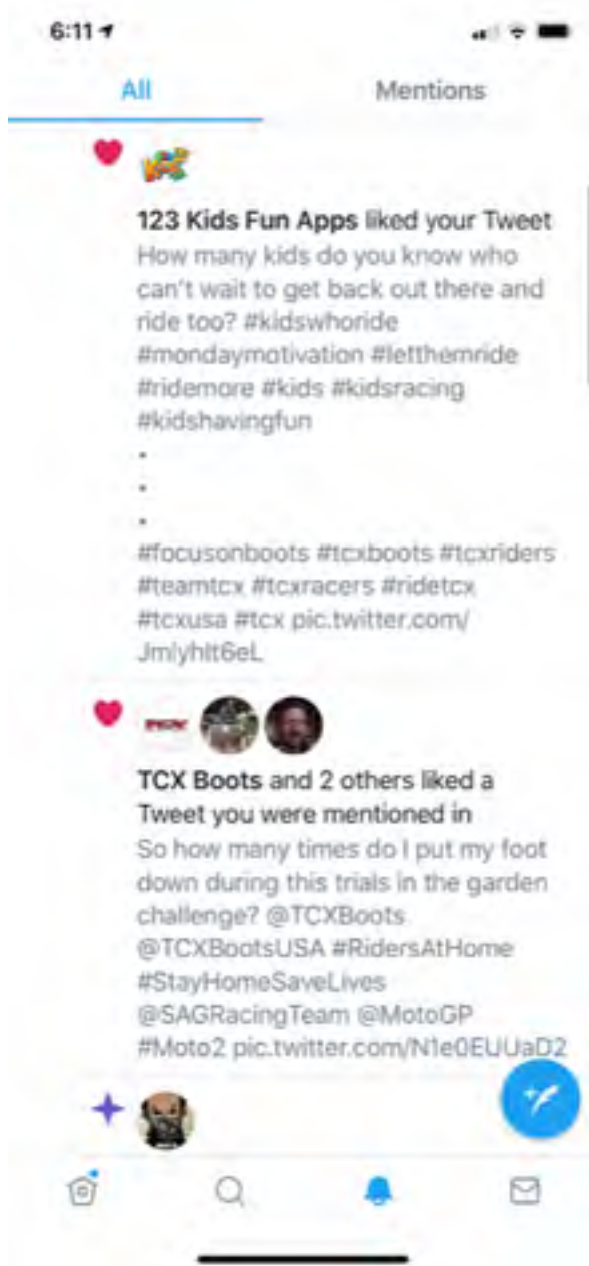 6:11
All
Mentions
123 Kids Fun Apps liked your Tweet
How many kids do you know who
can't wait to get back out there and
ride too? #kidswhoride
#mondaymotivation #letthemride
#ridemore #kids #kidsracing
#kidshavingfun
.
.
.
#focusonboots #tcxboots #tcxriders
#teamtcx #tcxracers #ridetcx
#tcxusa #tcx pic.twitter.com/
TCX Boots and 2 others liked a
Tweet you were mentioned in
So how many times do I put my foot
down during this trials in the garden
challenge? @TCXBoots
@TCXBootsUSA #RidersAtHome
#StayHomeSaveLives
@SAGRacingTeam @MotoGP
#Moto2 pic.twitter.com/N1e0EUUaD2